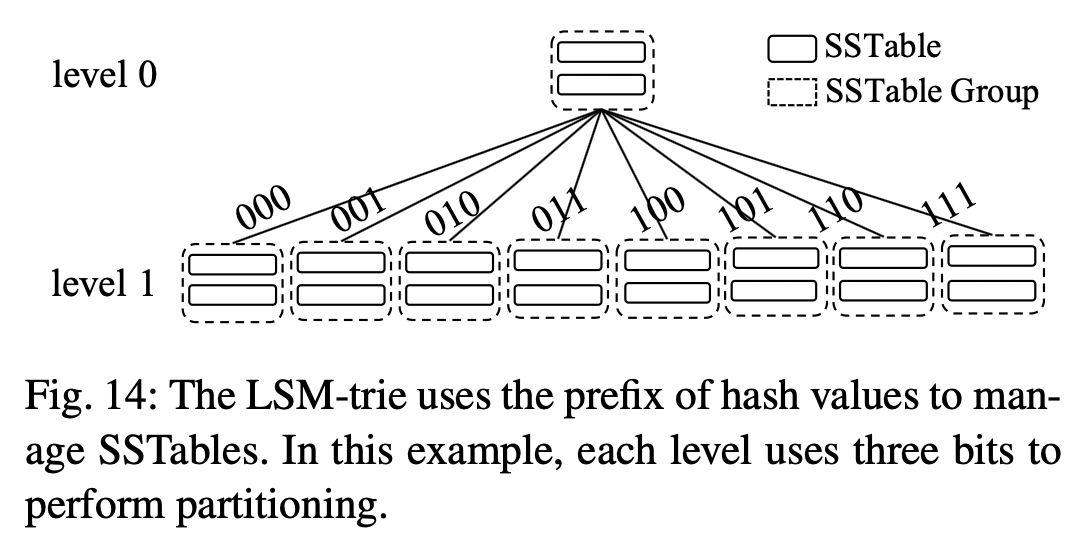 level 0
SSTable
SSTable Group
000 001 010 011 100 101 110 111
level 1
Fig. 14: The LSM-trie uses the prefix of hash values to man-
age SSTables. In this example, each level uses three bits to
perform partitioning.